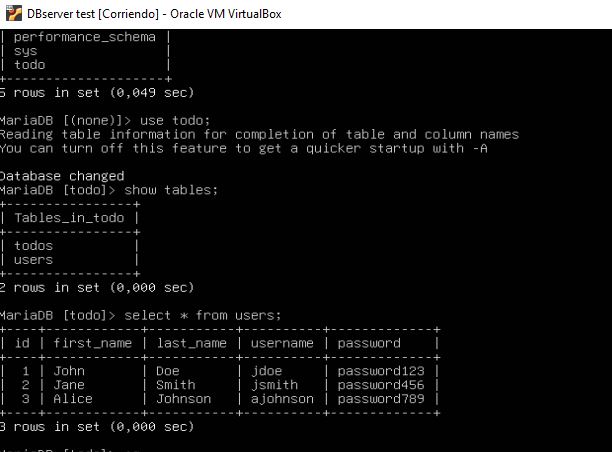 DBserver test [Corriendo] - Oracle VM VirtualBox
| performance_schema |
| sys                |
| todo               |
+--------------------+
5 rows in set (0,049 sec)
MariaDB [(none)]> use todo;
Reading table information for completion of table and column names
You can turn off this feature to get a quicker startup with -A
Database changed
MariaDB [todo]> show tables;
+----------------+
| Tables_in_todo |
+----------------+
| todos          |
| users          |
+----------------+
2 rows in set (0,000 sec)
MariaDB [todo]> select * from users;
+----+------------+-----------+----------+-------------+
| id | first_name | last_name | username | password    |
+----+------------+-----------+----------+-------------+
|  1 | John       | Doe       | jdoe     | password123 |
|  2 | Jane       | Smith     | jsmith   | password456 |
|  3 | Alice      | Johnson   | ajohnson | password789 |
+----+------------+-----------+----------+-------------+
3 rows in set (0,000 sec)